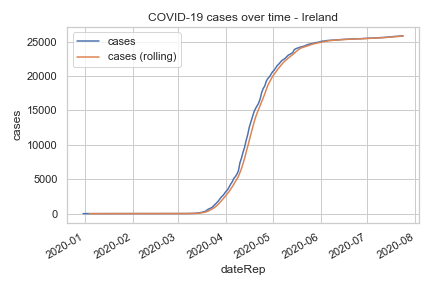 COVID-19 cases over time - Ireland
cases
cases (rolling)
25000
20000
15000
10000
5000
0
cases
2020-01
2020-02
2020-03
2020-04
2020-05
2020-06
2020-07
2020-08
dateRep